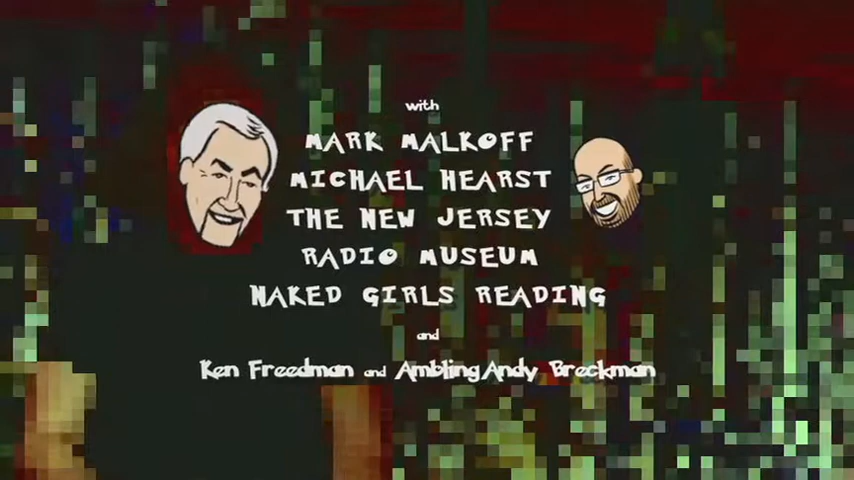 with
MARK MALKOFF
MICHAEL HEARST
THE NEW JERSEY
RADIO MUSEUM
NAKED GIRLS READING
and
Ken Freedman and Ambling Andy Breckman